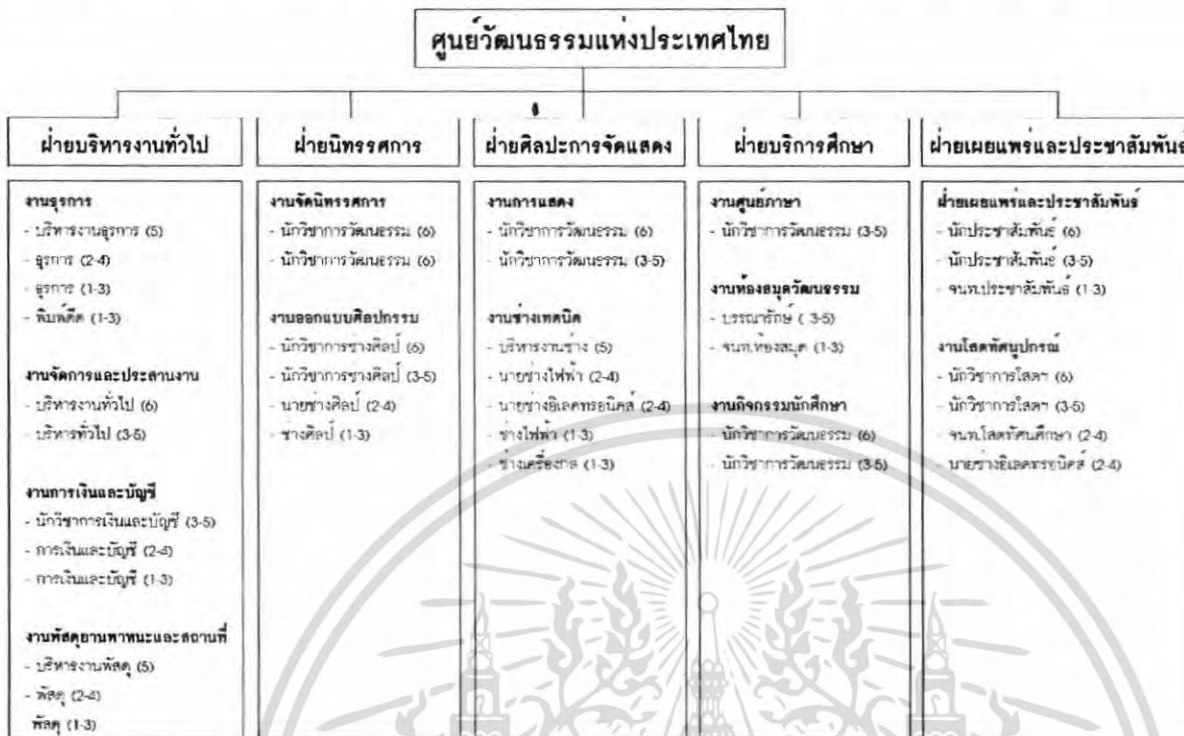 ศูนย์วัฒนธรรมแห่งประเทศไทย
ฝ่ายบริหารงานทั่วไป
งานธุรการ
- บริหารงานธุรการ (5)
- ธุรการ (2-4)
- ธุรการ (1-3)
- พิมพ์ดีด (1-3)
งานจัดการและประสานงาน
- บริหารงานทั่วไป (6)
- บริหารทั่วไป (3-5)
งานการเงินและบัญชี
- นักวิชาการเงินและบัญชี (3-5)
- การเงินและบัญชี (2-4)
- การเงินและบัญชี (1-3)
งานพัสดุยานพาหนะและสถานที่
- บริหารงานพัสดุ (5)
- พัสดุ (2-4)
พัสดุ (1-3)
ฝ่ายนิทรรศการ
งานจัดนิทรรศการ
- นักวิชาการวัฒนธรรม (6)
- นักวิชาการวัฒนธรรม (6)
งานออกแบบศิลปกรรม
- นักวิชาการช่างศิลป์ (6)
- นักวิชาการช่างศิลป์ (3-5)
- นายช่างศิลป์ (2-4)
- ช่างศิลป์ (1-3)
ฝ่ายศิลปะการจัดแสดง
งานการแสดง
- นักวิชาการวัฒนธรรม (6)
- นักวิชาการวัฒนธรรม (3-5)
งานช่างเทคนิค
- บริหารงานช่าง (5)
- นายช่างไฟฟ้า (2-4)
- นายช่างอิเลคทรอนิคส์ (2-4)
- ช่างไฟฟ้า (1-3)
- ช่างเครื่องกล (1-3)
ฝ่ายบริการศึกษา
งานศูนย์ภาษา
- นักวิชาการวัฒนธรรม (3-5)
งานห้องสมุดวัฒนธรรม
- บรรณารักษ์ ( 3-5)
- จนท.ห้องสมุด (1-3)
งานกิจกรรมนักศึกษา
- นักวิชาการวัฒนธรรม (6)
- นักวิชาการวัฒนธรรม (3-5)
ฝ่ายเผยแพร่และประชาสัมพันธ์
ฝ่ายเผยแพร่และประชาสัมพันธ์
- นักประชาสัมพันธ์ (6)
- นักประชาสัมพันธ์ (3-5)
- จนท.ประชาสัมพันธ์ (1-3)
งานโสตทัศนูปกรณ์
- นักวิชาการโสตฯ (6)
- นักวิชาการโสตฯ (3-5)
- จนท.โสตทัศนศึกษา (2-4)
- นายช่างอิเลคทรอนิคส์ (2-4)